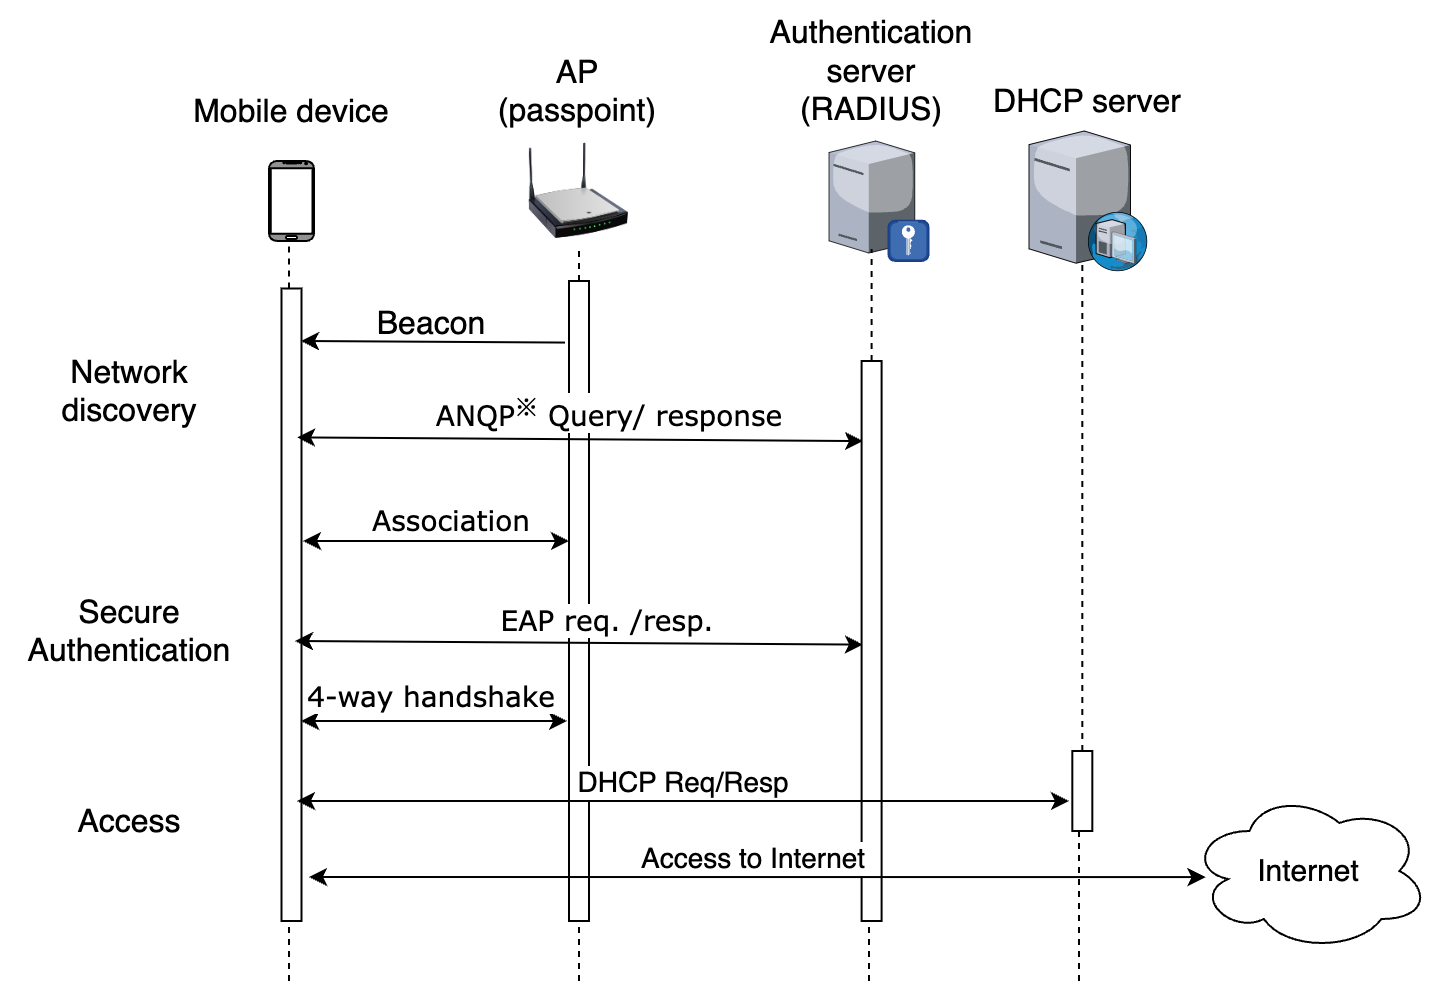 Authentication
server
(RADIUS)
AP
(passpoint)
Mobile device
DHCP server
Beacon
Network
discovery
ANQP※ Query/ response
Association
Secure
Authentication
EAP req. /resp.
4-way handshake
DHCP Req/Resp
Access
Access to Internet
Internet